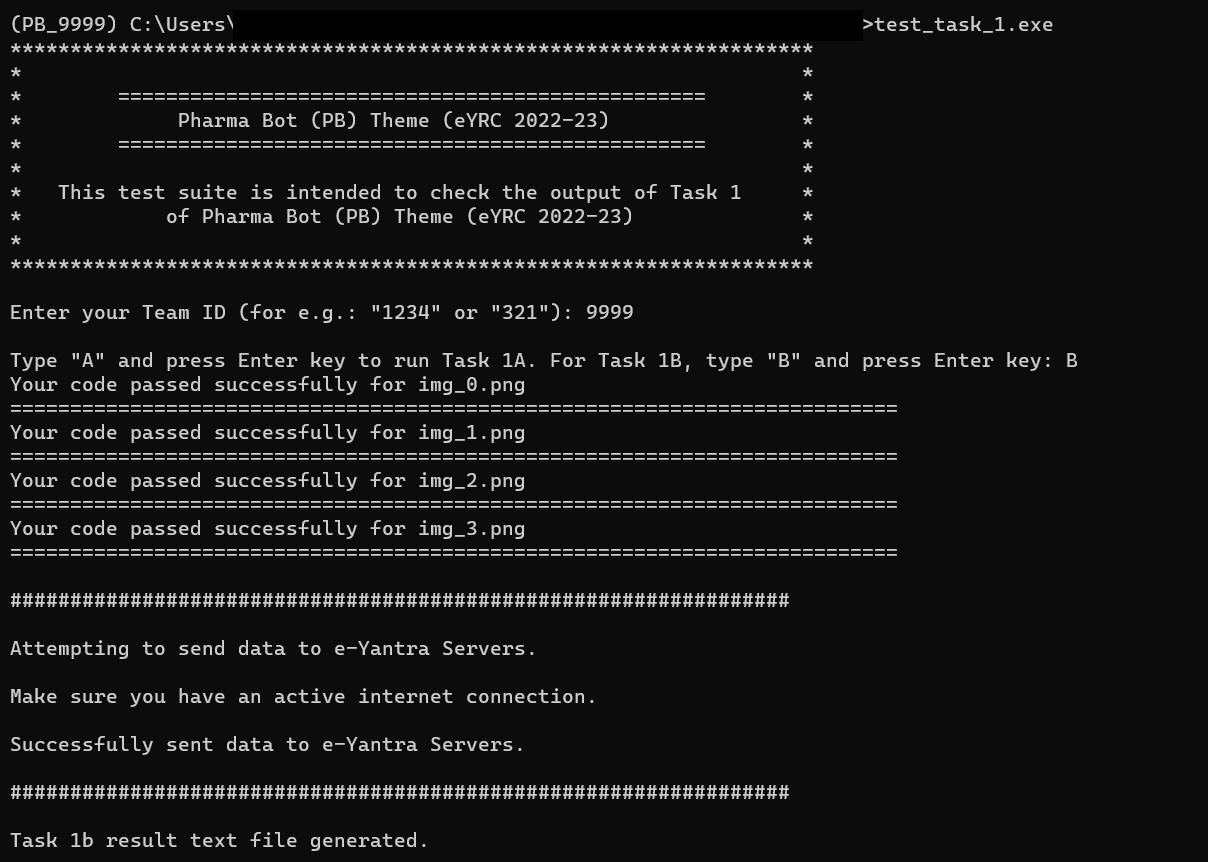 (PB_9999) C:\Users\ >test_task_1.exe
*******************************************************************
* *
* ================================================= *
* Pharma Bot (PB) Theme (eYRC 2022-23) *
* ================================================= *
* *
* This test suite is intended to check the output of Task 1 *
* of Pharma Bot (PB) Theme (eYRC 2022-23) *
* *
*******************************************************************
Enter your Team ID (for e.g.: "1234" or "321"): 9999
Type "A" and press Enter key to run Task 1A. For Task 1B, type "B" and press Enter key: B
Your code passed successfully for img_0.png
==========================================================================
Your code passed successfully for img_1.png
==========================================================================
Your code passed successfully for img_2.png
==========================================================================
Your code passed successfully for img_3.png
==========================================================================
#################################################################
Attempting to send data to e-Yantra Servers.
Make sure you have an active internet connection.
Successfully sent data to e-Yantra Servers.
#################################################################
Task 1b result text file generated.